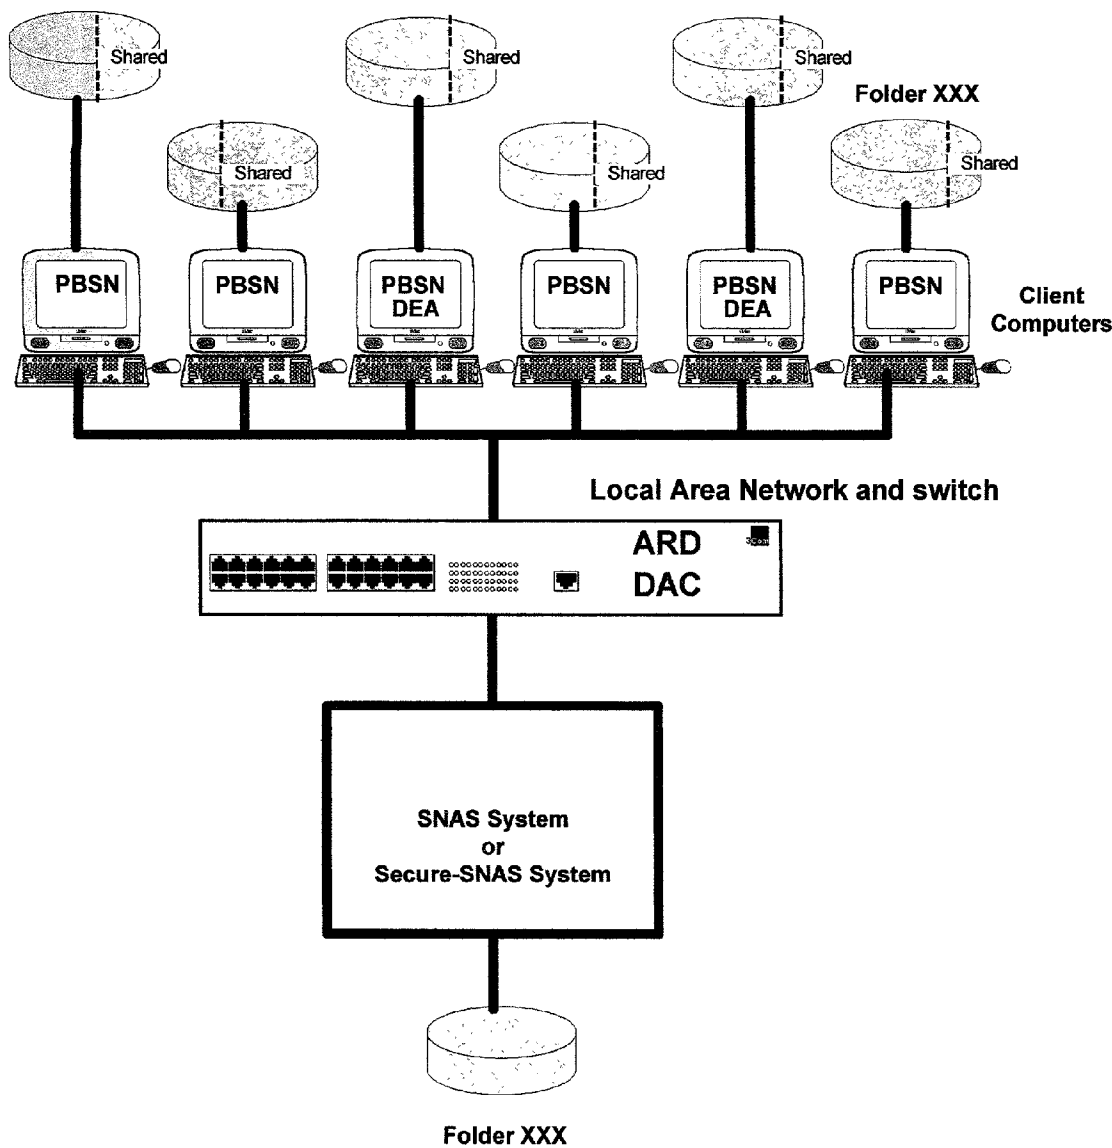 Shared
Shared
Shared
Folder XXX
Shared
Shared
Shared
PBSN
PBSN
PBSN
DEA
PBSN
PBSN
DEA
PBSN
Client
Computers
Local Area Network and switch
ARD
DAC
3Com
SNAS System
or
Secure-SNAS System
Folder XXX